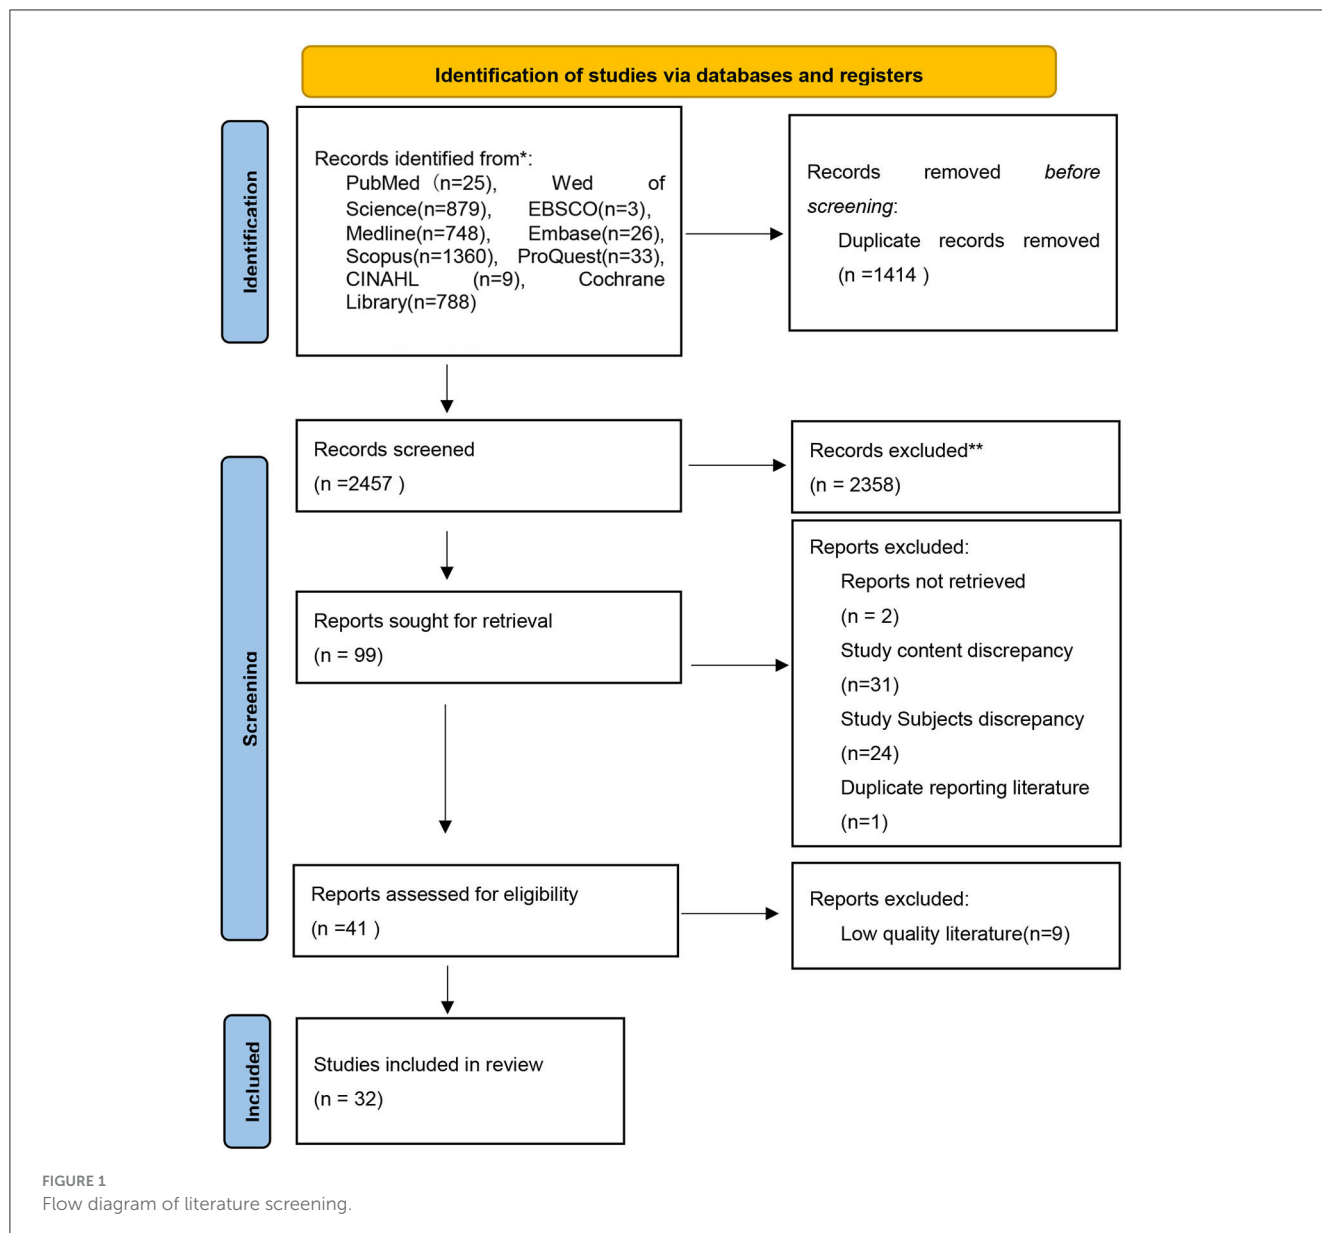 Identification of studies via databases and registers
Identification
Records identified from*:
PubMed（n=25), Wed of
Science(n=879), EBSCO(n=3),
Medline(n=748), Embase(n=26),
Scopus(n=1360), ProQuest(n=33),
CINAHL (n=9), Cochrane
Library(n=788)
Records removed before
screening:
Duplicate records removed
(n =1414 )
Screening
Records screened
(n =2457 )
Records excluded**
(n = 2358)
Reports sought for retrieval
(n = 99)
Reports excluded:
Reports not retrieved
(n = 2)
Study content discrepancy
(n=31)
Study Subjects discrepancy
(n=24)
Duplicate reporting literature
(n=1)
Reports assessed for eligibility
(n =41 )
Reports excluded:
Low quality literature(n=9)
Included
Studies included in review
(n = 32)
FIGURE 1
Flow diagram of literature screening.